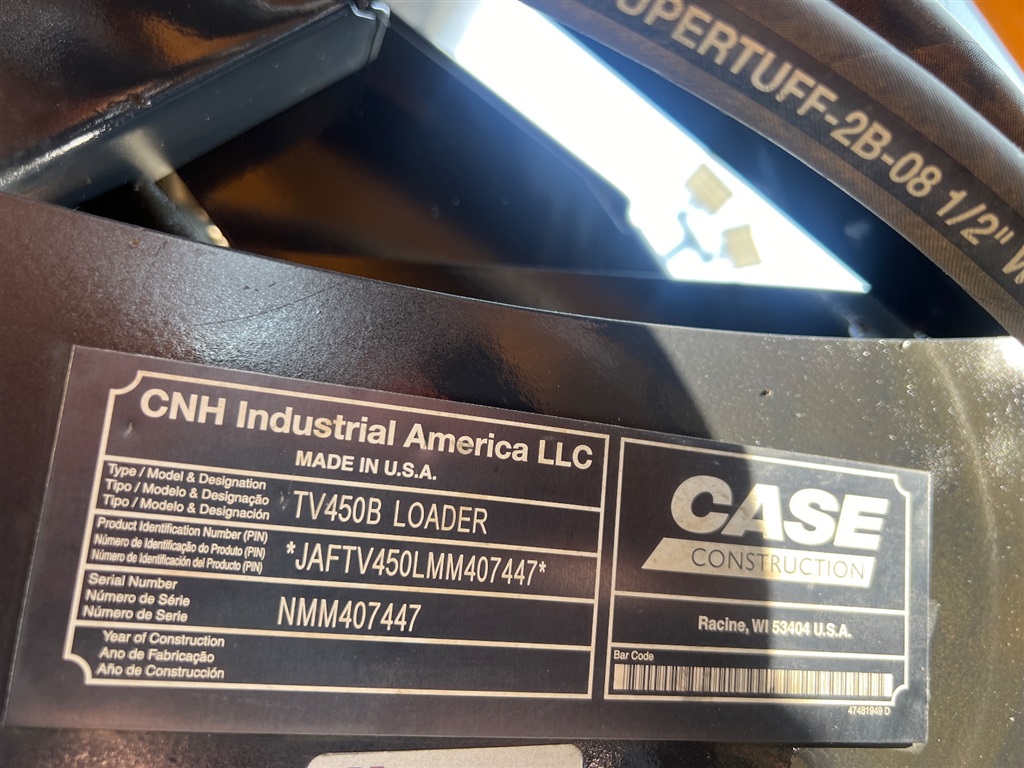 UPERTUFF-2B-08 1/2" W
CNH Industrial America LLC
MADE IN U.S.A.
Type / Model & Designation
Tipo / Modelo & Designação
Tipo / Modelo & Designación
TV450B LOADER
Product Identification Number (PIN)
Número de Identificação do Produto (PIN)
Número de Identificación del Producto (PIN)
*JAFTV450LMM407447*
Serial Number
Número de Série
Número de Serie
NMM407447
Year of Construction
Ano de Fabricação
Año de Construcción
CASE
CONSTRUCTION
Racine, WI 53404 U.S.A.
Bar Code
47481949 D